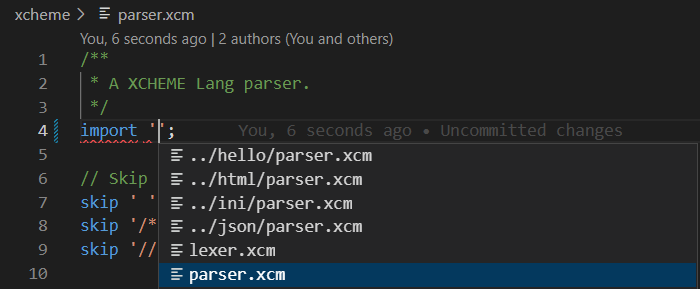 xcheme > parser.xcm
You, 6 seconds ago | 2 authors (You and others)
1 /**
2  * A XCHEME Lang parser.
3  */
4 import ''; You, 6 seconds ago • Uncommitted changes
5
../hello/parser.xcm
../html/parser.xcm
../ini/parser.xcm
../json/parser.xcm
lexer.xcm
parser.xcm
6 // Skip
7 skip ' '
8 skip '/*
9 skip '//
10